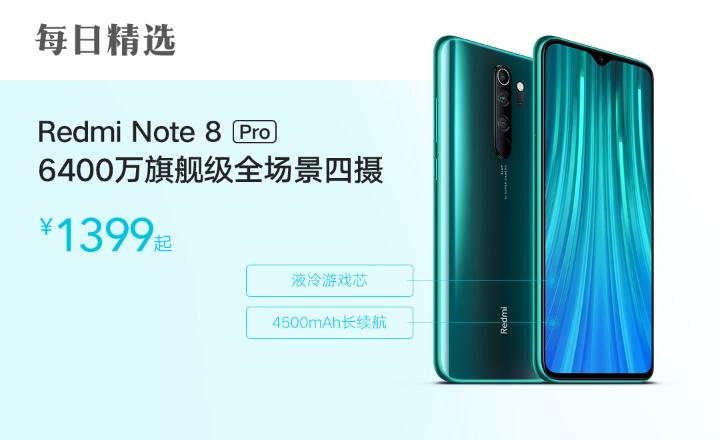 每日精选
Redmi Note 8 Pro
6400万旗舰级全场景四摄
¥1399起
液冷游戏芯
4500mAh长续航
Redmi